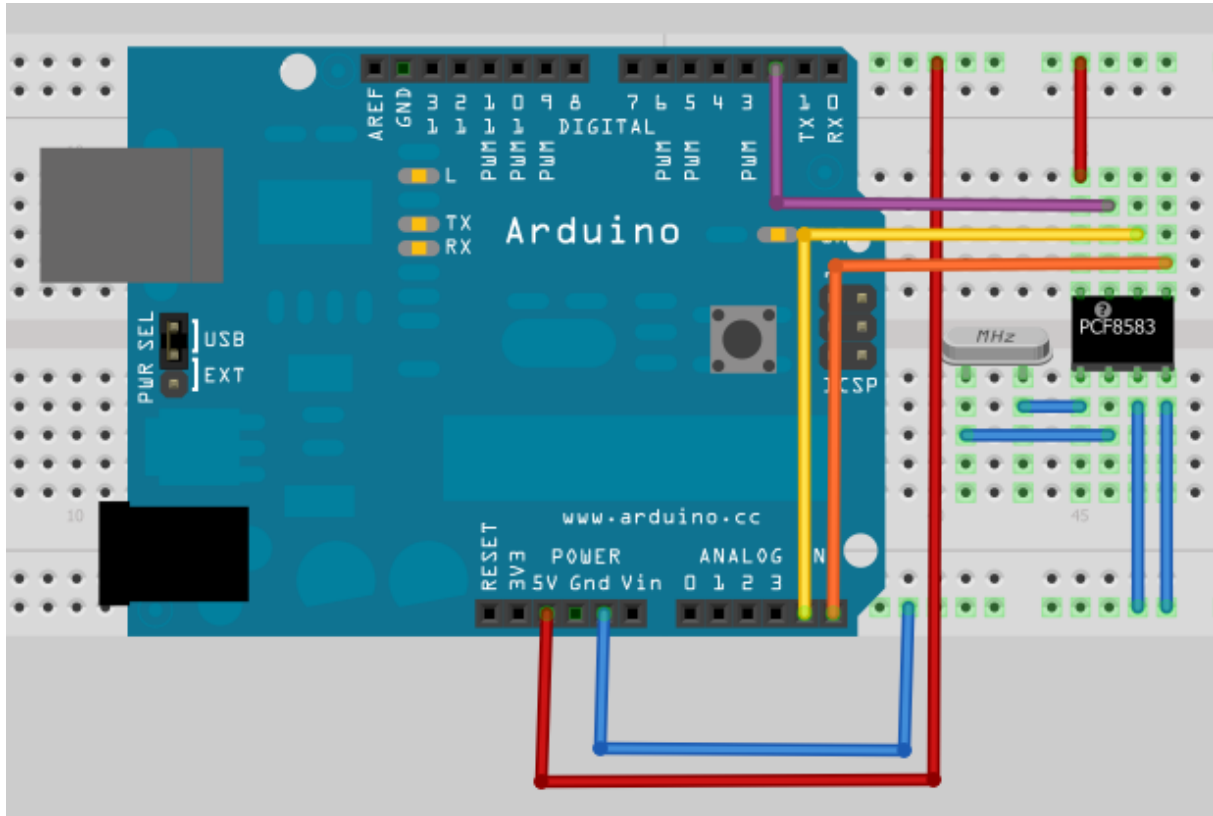 AREF
GND
13
12
11
10
9
8
7
6
5
4
3
TX 1
RX 0
DIGITAL
PWM
PWM
PWM
PWM
PWM
PWM
L
TX
RX
Arduino
PWR SEL
USB
EXT
ICSP
MHz
?
PCF8583
10
45
www.arduino.cc
RESET
3V3
POWER
5V Gnd Vin
ANALOG
N
0 1 2 3